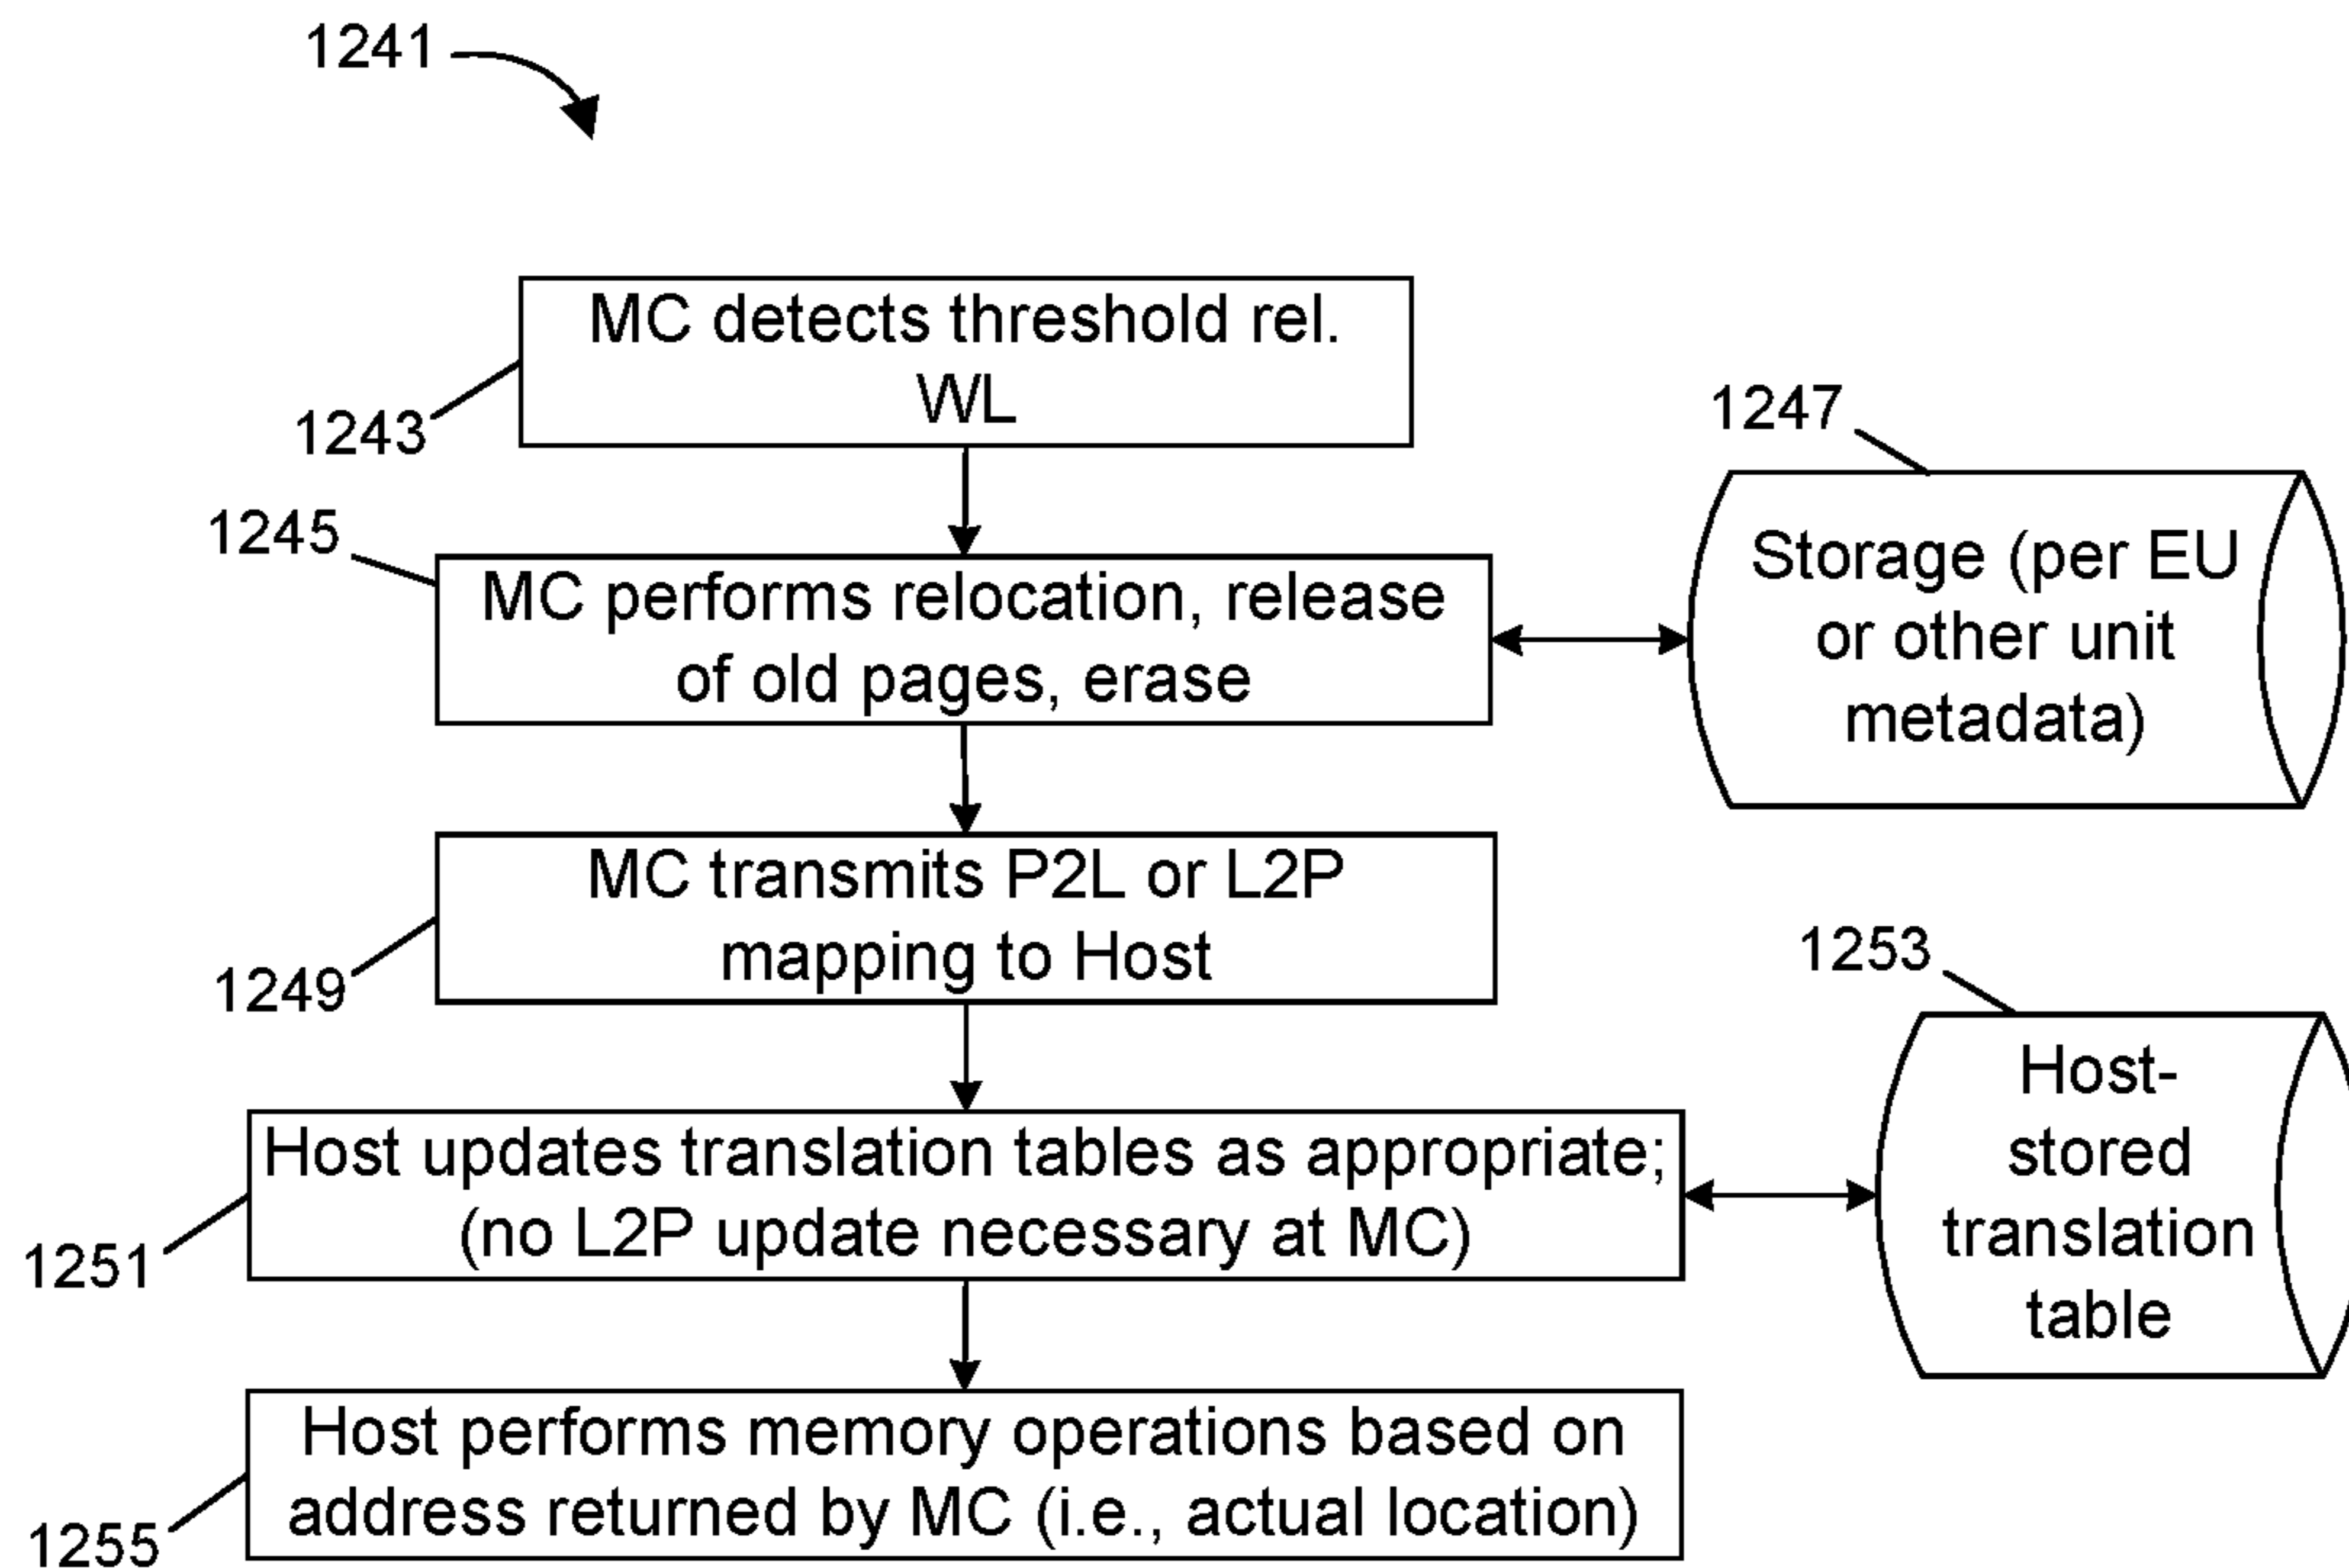 1241
MC detects threshold rel.
WL
1243
1247
1245
MC performs relocation, release
of old pages, erase
Storage (per EU
or other unit
metadata)
MC transmits P2L or L2P
mapping to Host
1249
1253
Host updates translation tables as appropriate;
(no L2P update necessary at MC)
1251
Host-
stored
translation
table
Host performs memory operations based on
address returned by MC (i.e., actual location)
1255